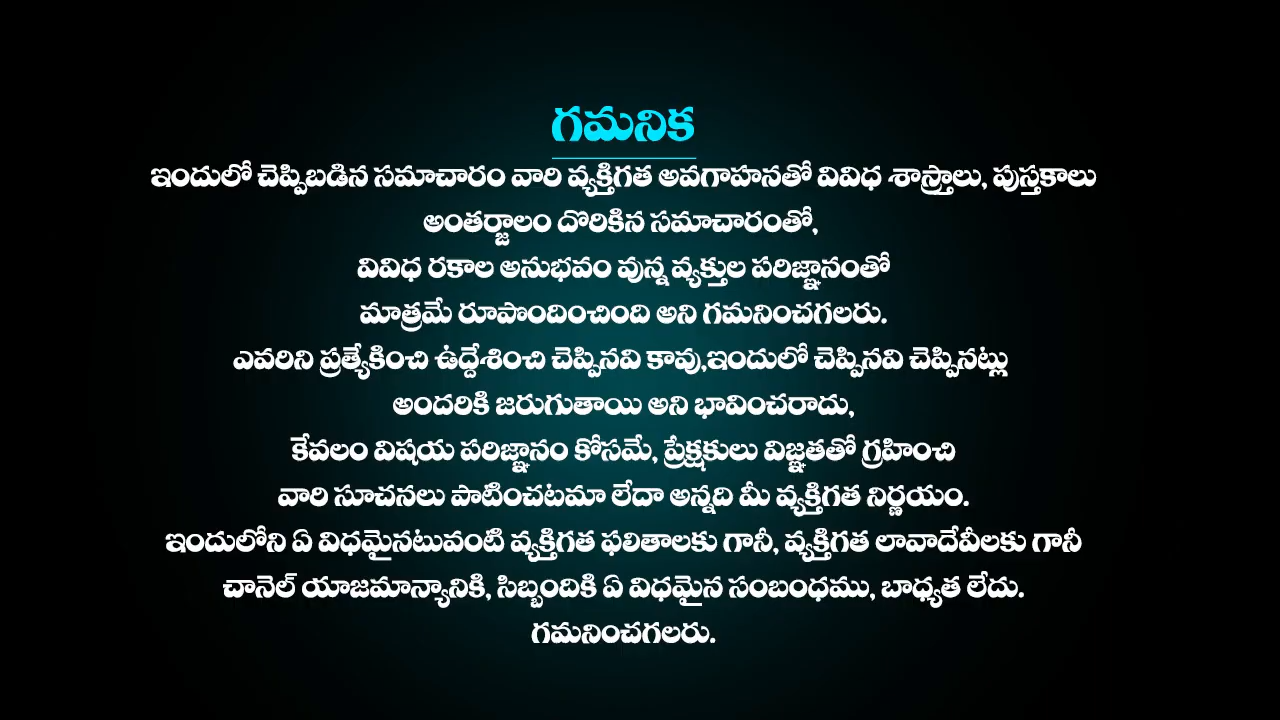 గమనిక
ఇందులో చెప్పిబడిన సమాచారం వారి వ్యక్తిగత అవగాహనతో వివిధ శాస్త్రాలు, పుస్తకాలు
అంతర్జాలం దొరికిన సమాచారంతో,
వివిధ రకాల అనుభవం వున్న వ్యక్తుల పరిజ్ఞానంతో
మాత్రమే రూపొందించింది అని గమనించగలరు.
ఎవరిని ప్రత్యేకించి ఉద్దేశించి చెప్పినవి కావు,ఇందులో చెప్పినవి చెప్పినట్లు
అందరికి జరుగుతాయి అని భావించరాదు,
కేవలం విషయ పరిజ్ఞానం కోసమే, ప్రేక్షకులు విజ్ఞతతో గ్రహించి
వారి సూచనలు పాటించటమా లేదా అన్నది మీ వ్యక్తిగత నిర్ణయం.
ఇందులోని ఏ విధమైనటువంటి వ్యక్తిగత ఫలితాలకు గానీ, వ్యక్తిగత లావాదేవీలకు గానీ
చానెల్ యాజమాన్యానికి, సిబ్బందికి ఏ విధమైన సంబంధము, బాధ్యత లేదు.
గమనించగలరు.